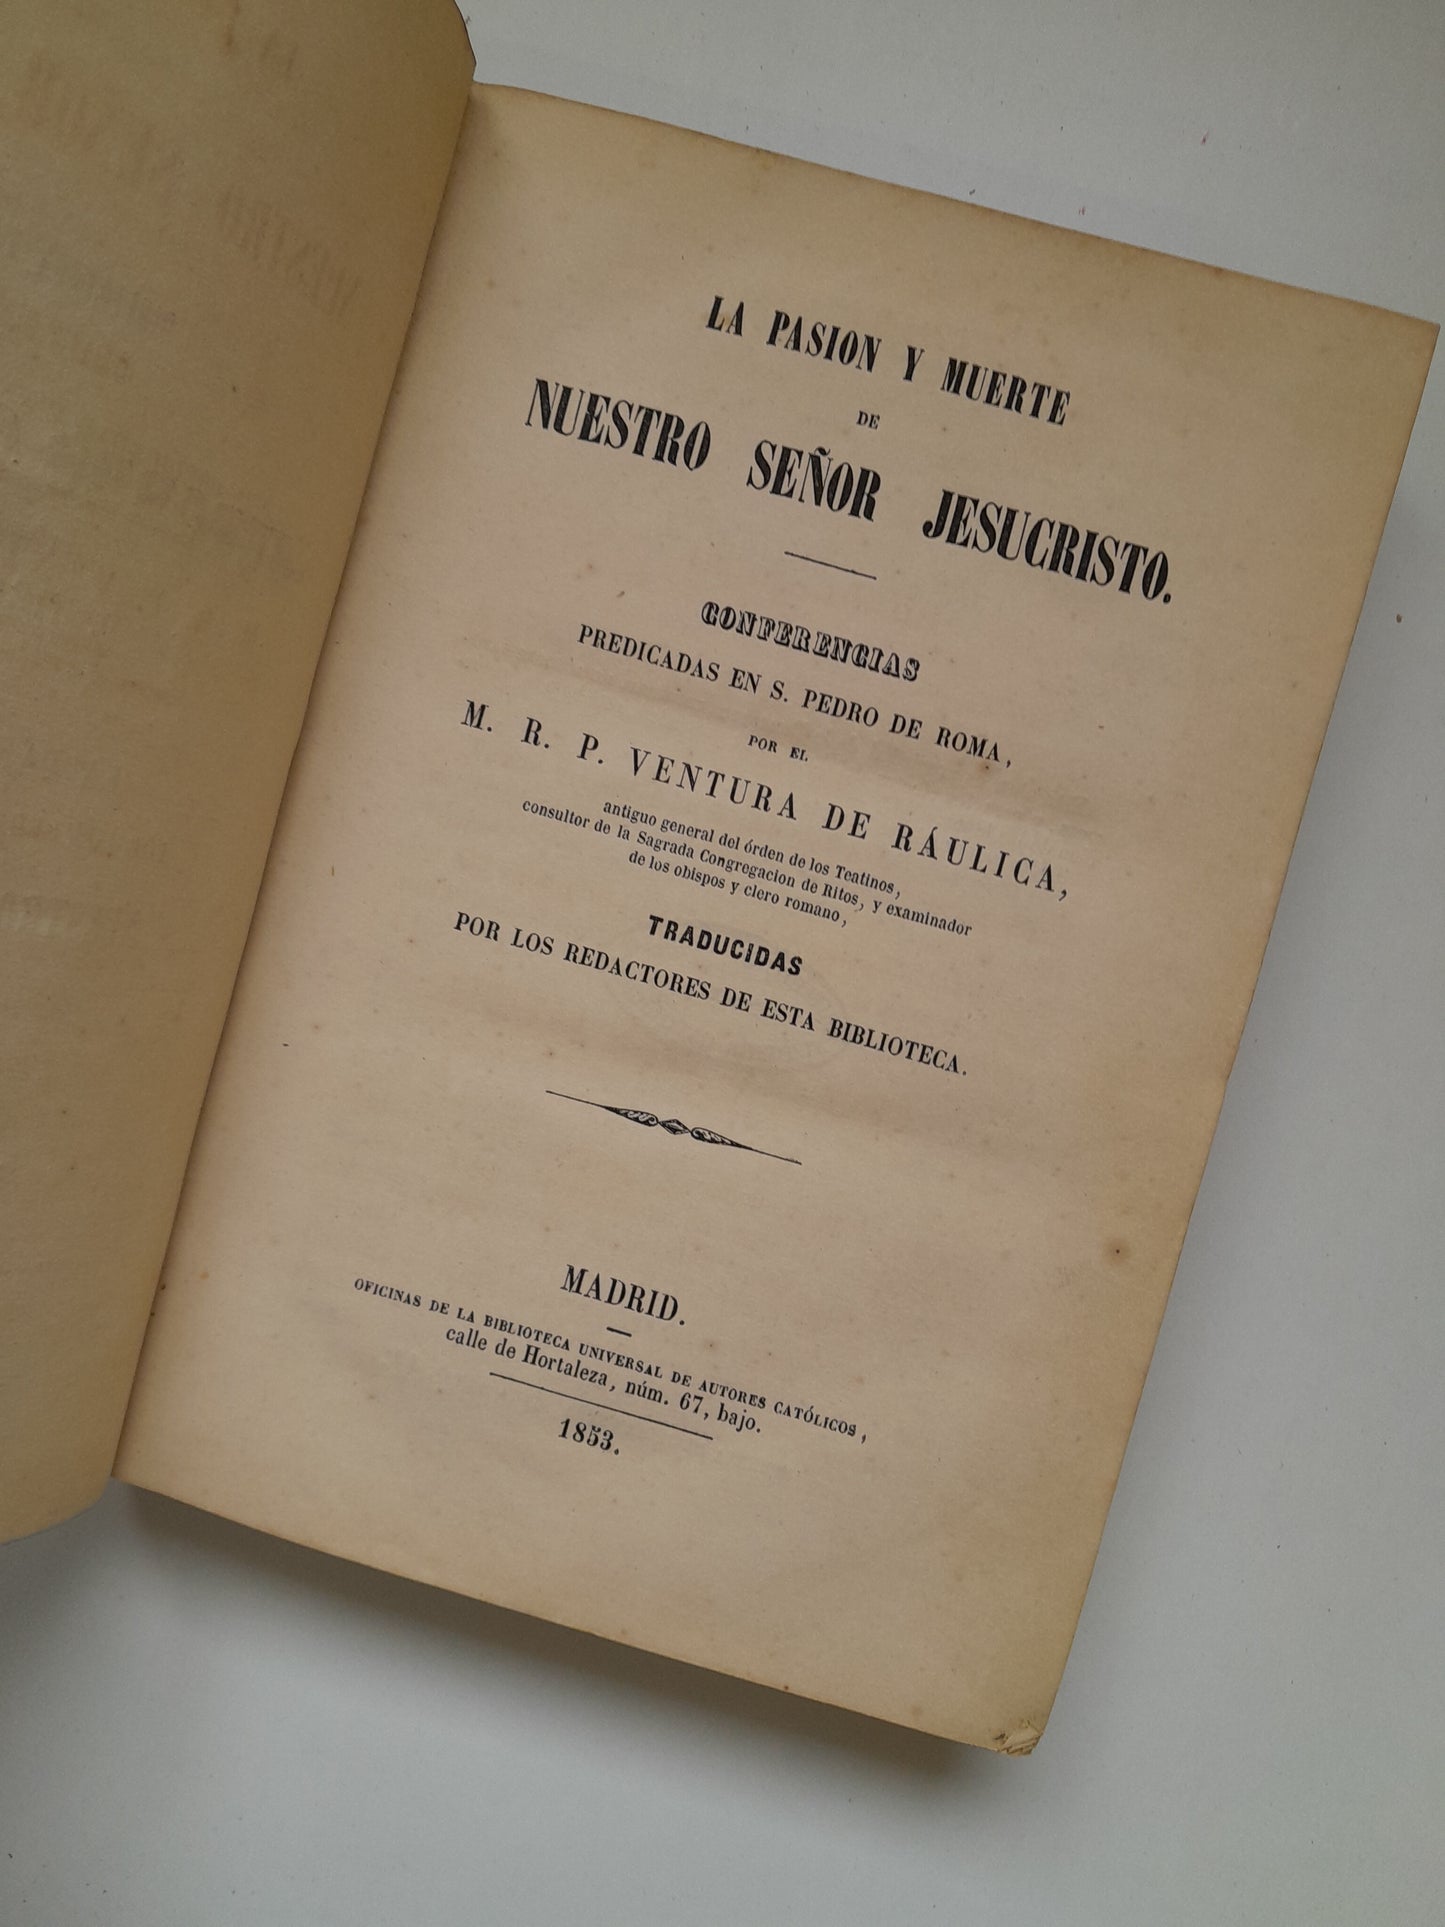 LA PASION Y MUERTE
DE
NUESTRO SEÑOR JESUCRISTO.
CONFERENCIAS
PREDICADAS EN S. PEDRO DE ROMA,
POR EL
M. R. P. VENTURA DE RÁULICA,
antiguo general del órden de los Teatinos,
consultor de la Sagrada Congregacion de Ritos, y examinador
de los obispos y clero romano,
TRADUCIDAS
POR LOS REDACTORES DE ESTA BIBLIOTECA.
MADRID.
OFICINAS DE LA BIBLIOTECA UNIVERSAL DE AUTORES CATÓLICOS,
calle de Hortaleza, núm. 67, bajo.
1853.